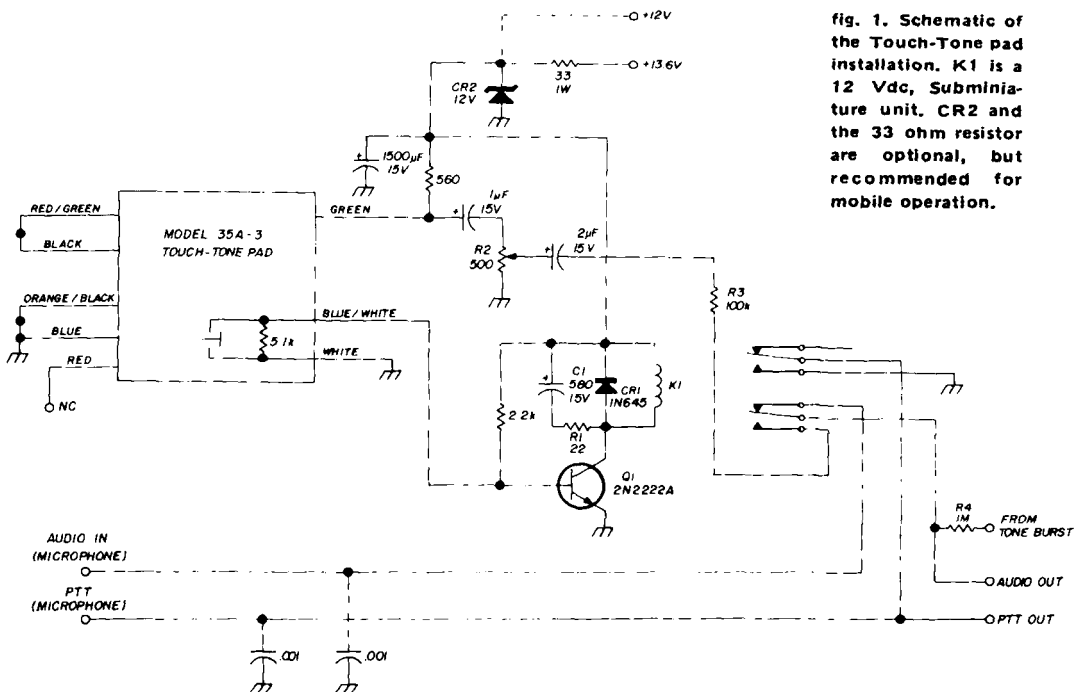 fig. 1. Schematic of
the Touch-Tone pad
installation. K1 is a
12 Vdc, Subminia-
ture unit. CR2 and
the 33 ohm resistor
are optional, but
recommended for
mobile operation.
+12V
+13.6V
33
1W
CR2
12V
+
1500µF
15V
560
1µF
+
15V
2µF
+
15V
R2
500
R3
100k
RED/GREEN
BLACK
ORANGE/BLACK
BLUE
RED
NC
MODEL 35A-3
TOUCH-TONE PAD
GREEN
BLUE/WHITE
5.1k
WHITE
2.2k
+
C1
580
15V
CR1
1N645
K1
R1
22
Q1
2N2222A
R4
1M
FROM
TONE BURST
AUDIO OUT
PTT OUT
AUDIO IN
(MICROPHONE)
PTT
(MICROPHONE)
.001
.001